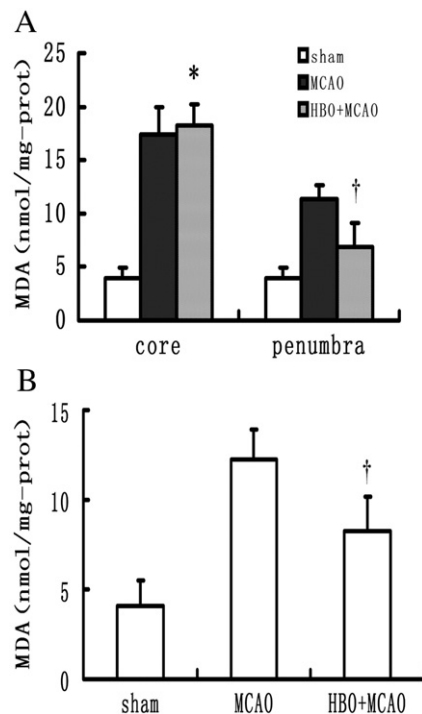 A
25
20
15
10
5
0
MDA (nmol/mg-prot)
sham
MCAO
HBO+MCAO
*
†
core penumbra
B
15
10
5
0
MDA (nmol/mg-prot)
†
sham MCAO HBO+MCAO